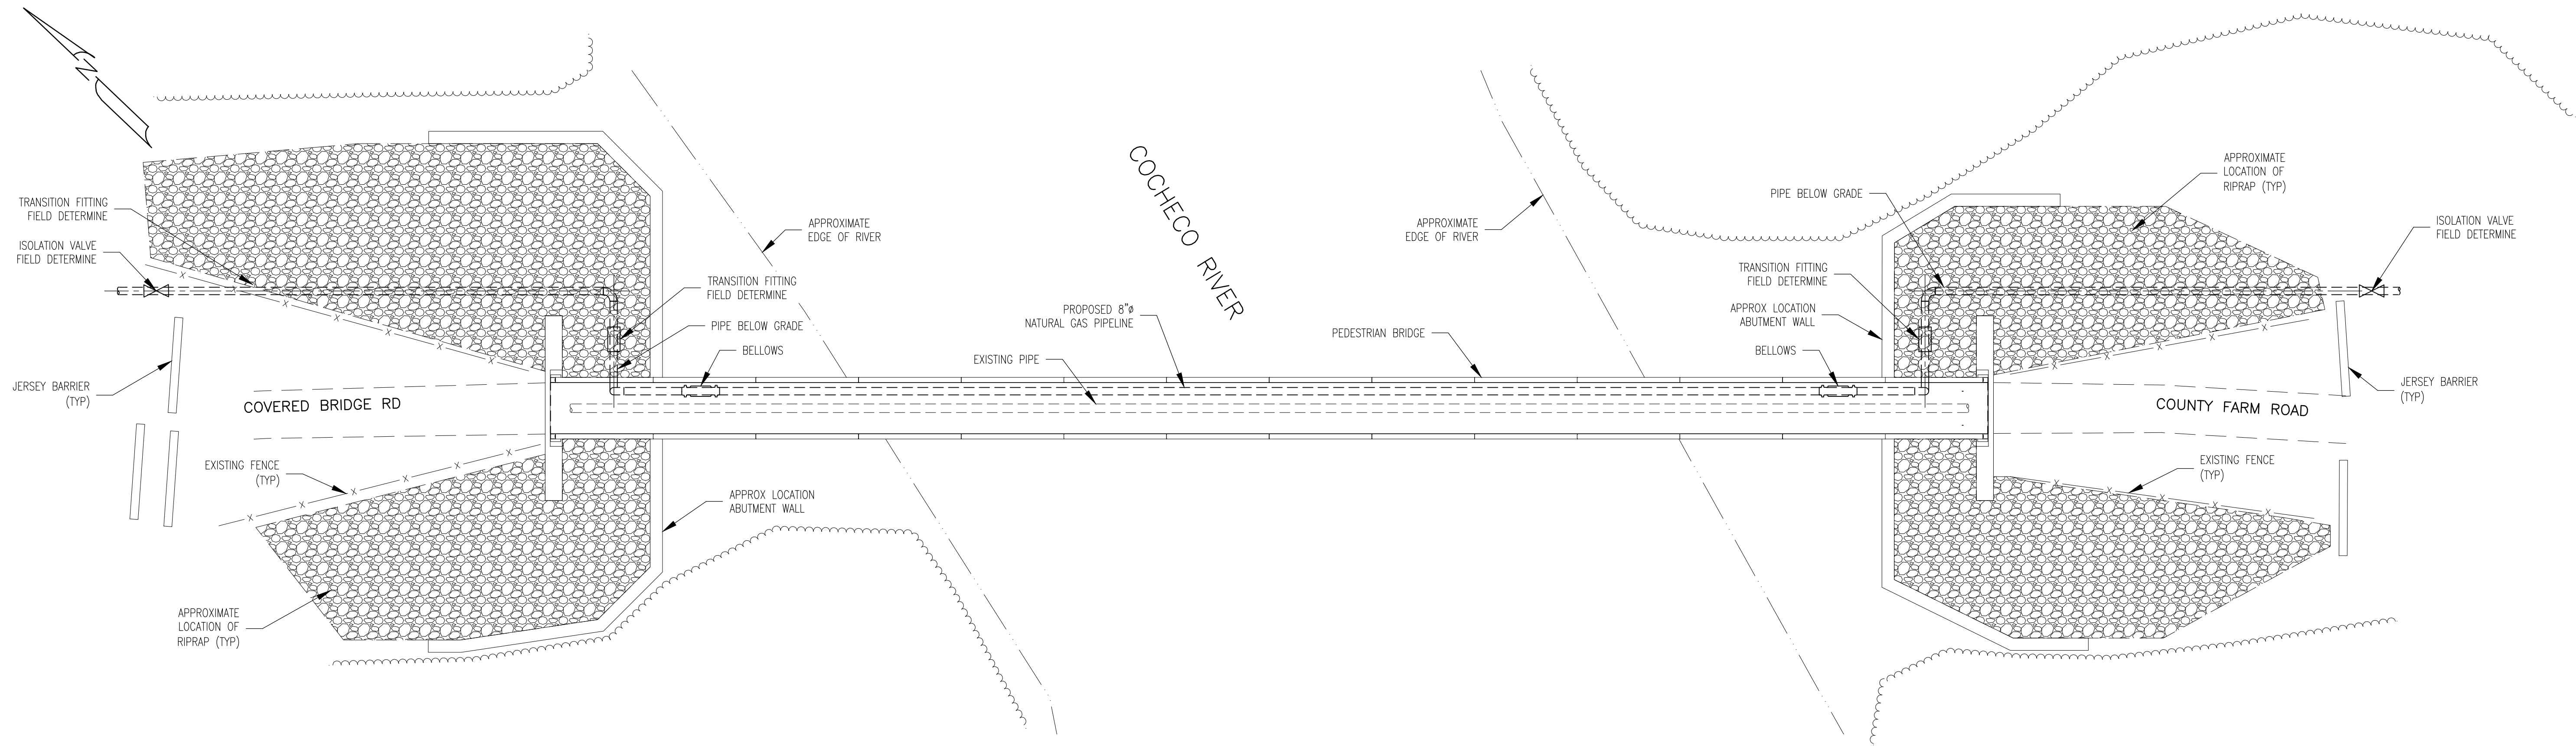 N
TRANSITION FITTING
FIELD DETERMINE
ISOLATION VALVE
FIELD DETERMINE
JERSEY BARRIER
(TYP)
COVERED BRIDGE RD
EXISTING FENCE
(TYP)
APPROXIMATE
LOCATION OF
RIPRAP (TYP)
APPROXIMATE
EDGE OF RIVER
TRANSITION FITTING
FIELD DETERMINE
PIPE BELOW GRADE
BELLOWS
APPROX LOCATION
ABUTMENT WALL
EXISTING PIPE
PROPOSED 8"ø
NATURAL GAS PIPELINE
COCHECO RIVER
PEDESTRIAN BRIDGE
APPROXIMATE
EDGE OF RIVER
PIPE BELOW GRADE
TRANSITION FITTING
FIELD DETERMINE
APPROX LOCATION
ABUTMENT WALL
BELLOWS
APPROXIMATE
LOCATION OF
RIPRAP (TYP)
ISOLATION VALVE
FIELD DETERMINE
JERSEY BARRIER
(TYP)
COUNTY FARM ROAD
EXISTING FENCE
(TYP)